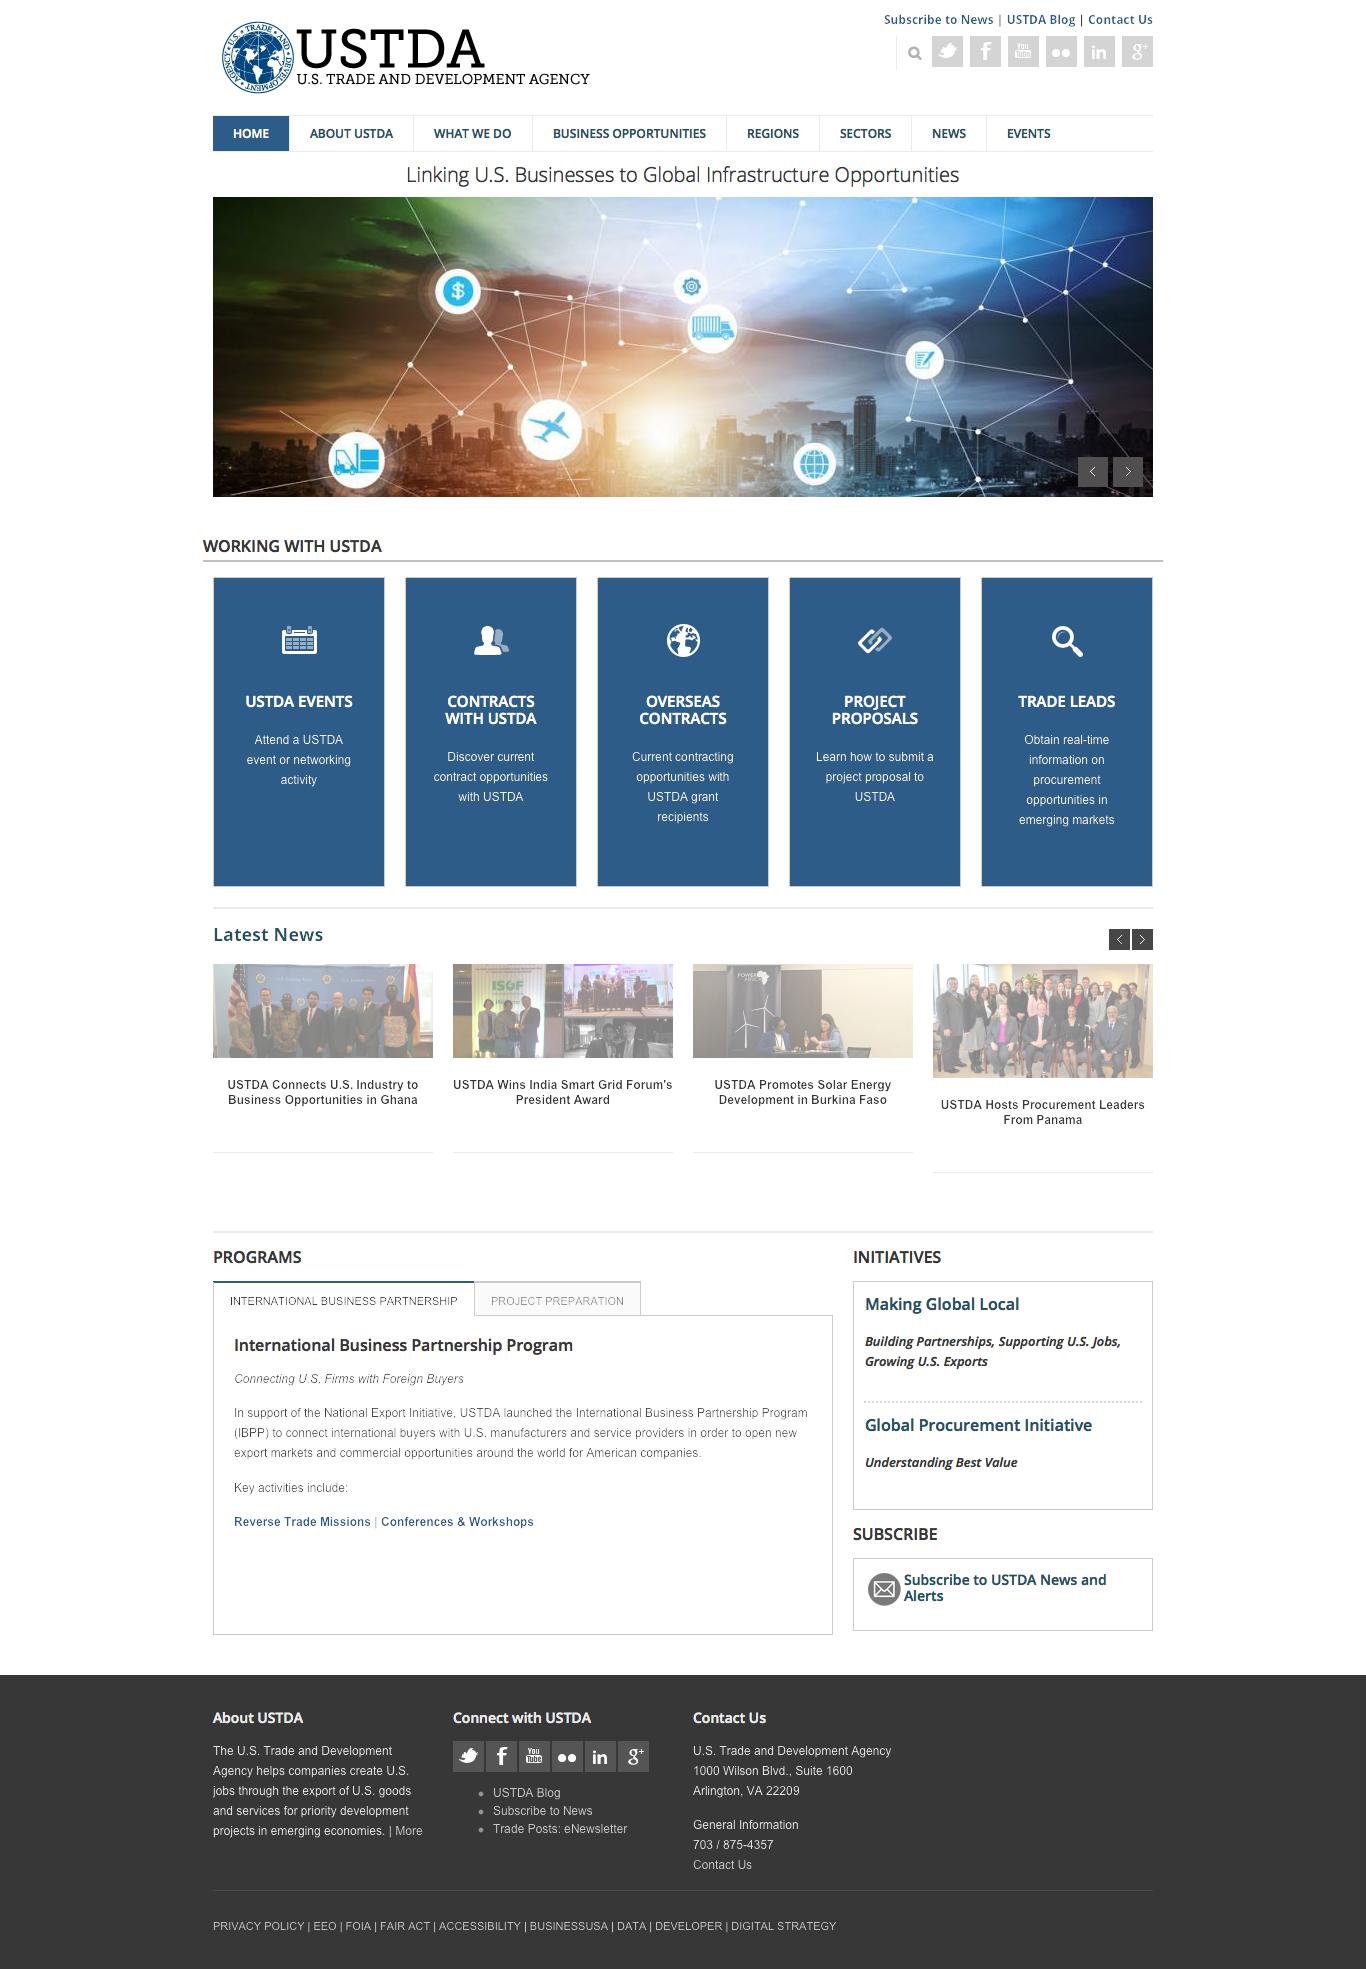 Subscribe to News | USTDA Blog | Contact Us
USTDA
U.S. TRADE AND DEVELOPMENT AGENCY
HOME ABOUT USTDA WHAT WE DO BUSINESS OPPORTUNITIES REGIONS SECTORS NEWS EVENTS
Linking U.S. Businesses to Global Infrastructure Opportunities
WORKING WITH USTDA
USTDA EVENTS
Attend a USTDA
event or networking
activity
CONTRACTS
WITH USTDA
Discover current
contract opportunities
with USTDA
OVERSEAS
CONTRACTS
Current contracting
opportunities with
USTDA grant
recipients
PROJECT
PROPOSALS
Learn how to submit a
project proposal to
USTDA
TRADE LEADS
Obtain real-time
information on
procurement
opportunities in
emerging markets
Latest News
ISGF
POWER
USTDA Connects U.S. Industry to
Business Opportunities in Ghana
USTDA Wins India Smart Grid Forum's
President Award
USTDA Promotes Solar Energy
Development in Burkina Faso
USTDA Hosts Procurement Leaders
From Panama
PROGRAMS
INTERNATIONAL BUSINESS PARTNERSHIP PROJECT PREPARATION
International Business Partnership Program
Connecting U.S. Firms with Foreign Buyers
In support of the National Export Initiative, USTDA launched the International Business Partnership Program
(IBPP) to connect international buyers with U.S. manufacturers and service providers in order to open new
export markets and commercial opportunities around the world for American companies.
Key activities include:
Reverse Trade Missions | Conferences & Workshops
INITIATIVES
Making Global Local
Building Partnerships, Supporting U.S. Jobs,
Growing U.S. Exports
Global Procurement Initiative
Understanding Best Value
SUBSCRIBE
Subscribe to USTDA News and
Alerts
About USTDA
The U.S. Trade and Development
Agency helps companies create U.S.
jobs through the export of U.S. goods
and services for priority development
projects in emerging economies. | More
Connect with USTDA
USTDA Blog
Subscribe to News
Trade Posts: eNewsletter
Contact Us
U.S. Trade and Development Agency
1000 Wilson Blvd., Suite 1600
Arlington, VA 22209
General Information
703 / 875-4357
Contact Us
PRIVACY POLICY | EEO | FOIA | FAIR ACT | ACCESSIBILITY | BUSINESSUSA | DATA | DEVELOPER | DIGITAL STRATEGY